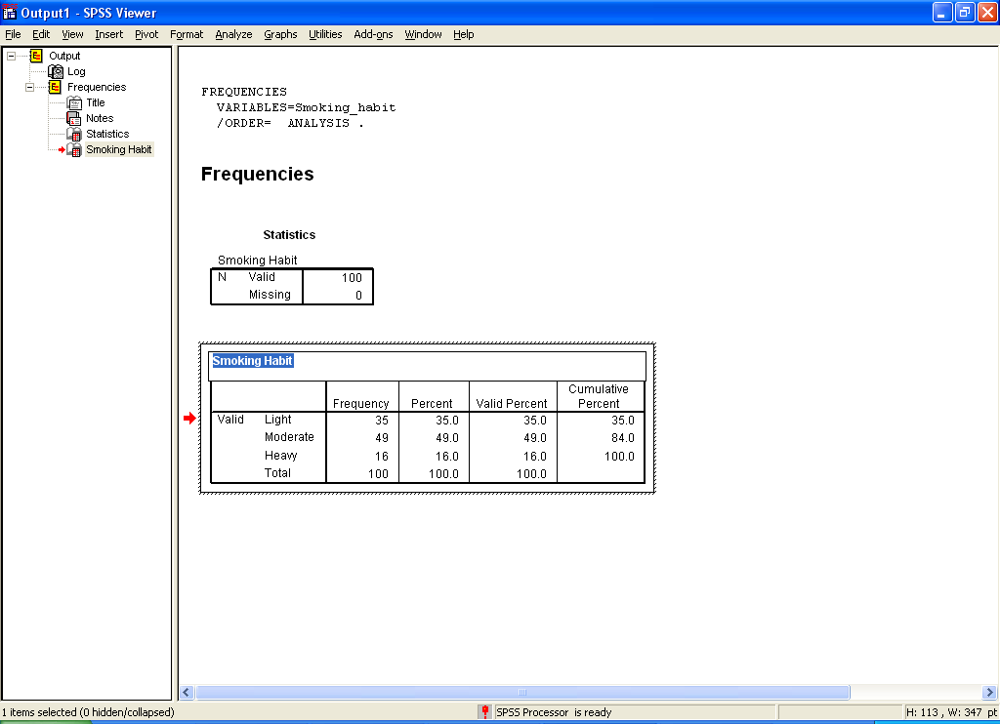 Output1 - SPSS Viewer
File Edit View Insert Pivot Format Analyze Graphs Utilities Add-ons Window Help
Output
Log
Frequencies
Title
Notes
Statistics
Smoking Habit
FREQUENCIES
VARIABLES=Smoking_habit
/ORDER= ANALYSIS .
Frequencies
Statistics
Smoking Habit
N Valid 100
Missing 0
Smoking Habit
Frequency Percent Valid Percent Cumulative Percent
Valid Light 35 35.0 35.0 35.0
Moderate 49 49.0 49.0 84.0
Heavy 16 16.0 16.0 100.0
Total 100 100.0 100.0
1 items selected (0 hidden/collapsed) SPSS Processor is ready H: 113 , W: 347 pt